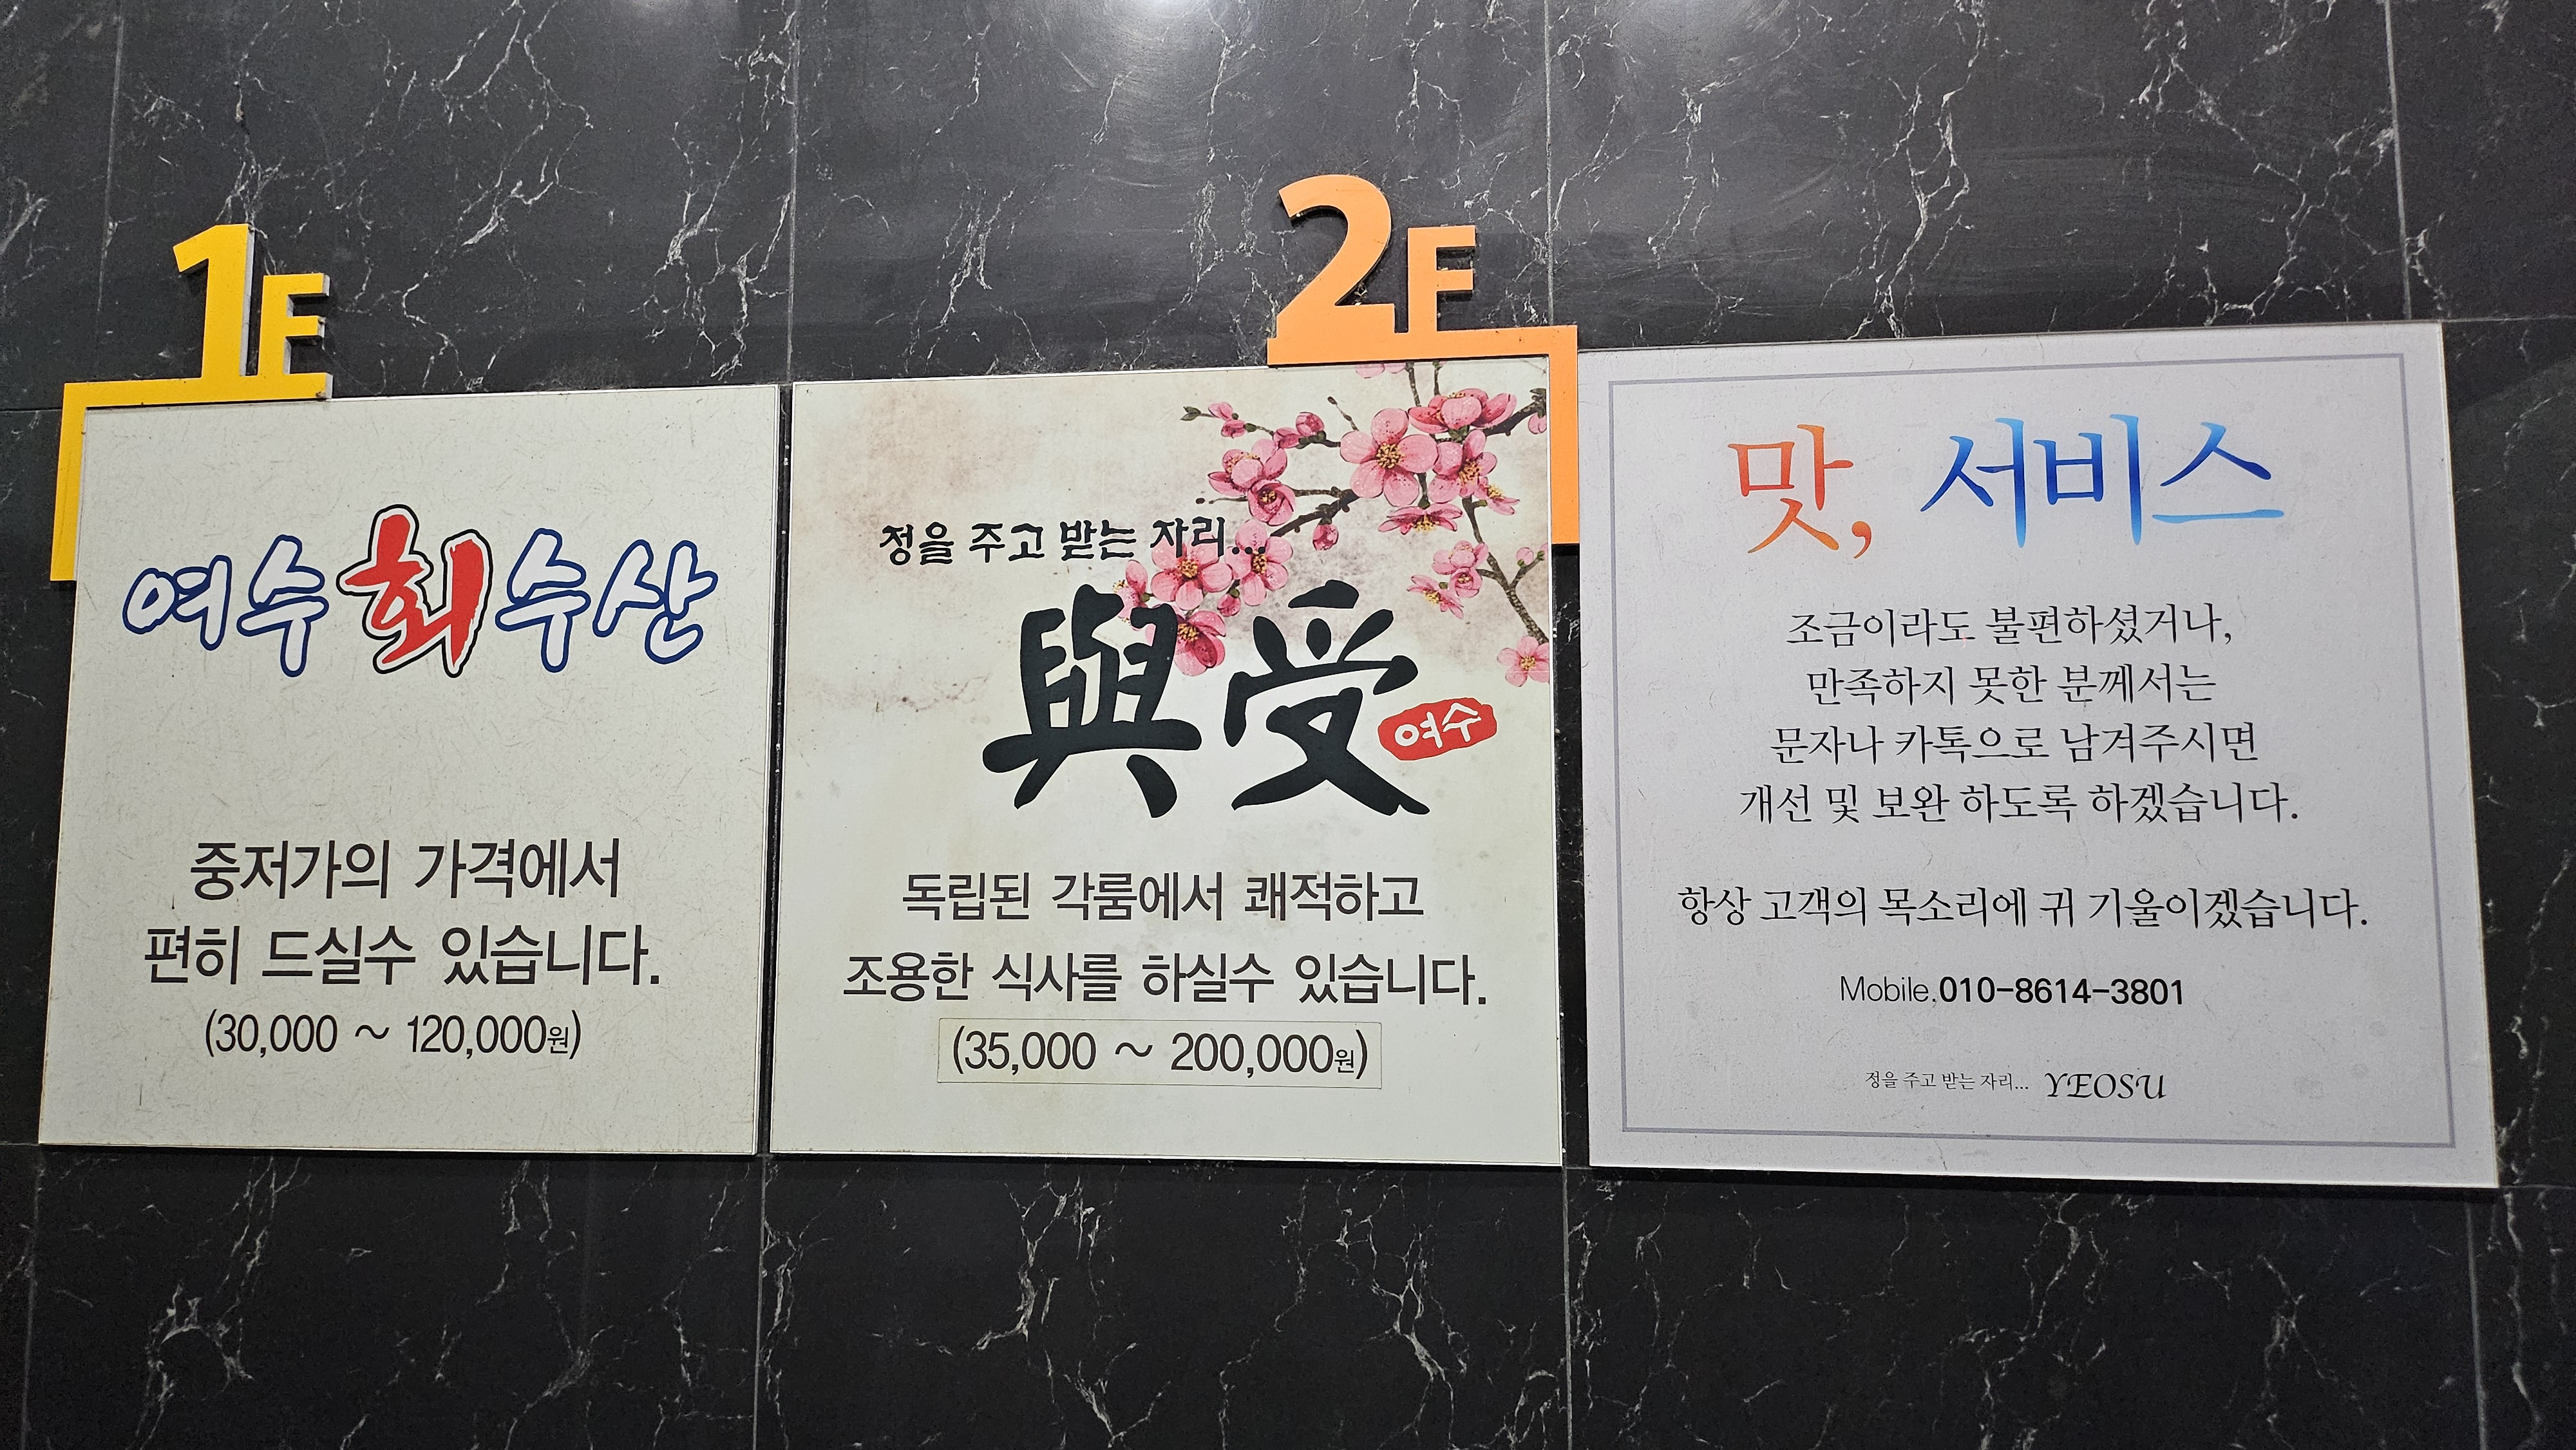 1F
여수회수산
중저가의 가격에서
편히 드실수 있습니다.
(30,000 ~ 120,000원)
2F
정을 주고 받는 자리...
與受
여수
독립된 각룸에서 쾌적하고
조용한 식사를 하실수 있습니다.
(35,000 ~ 200,000원)
맛, 서비스
조금이라도 불편하셨거나,
만족하지 못한 분께서는
문자나 카톡으로 남겨주시면
개선 및 보완 하도록 하겠습니다.
항상 고객의 목소리에 귀 기울이겠습니다.
Mobile.010-8614-3801
정을 주고 받는 자리... YEOSU